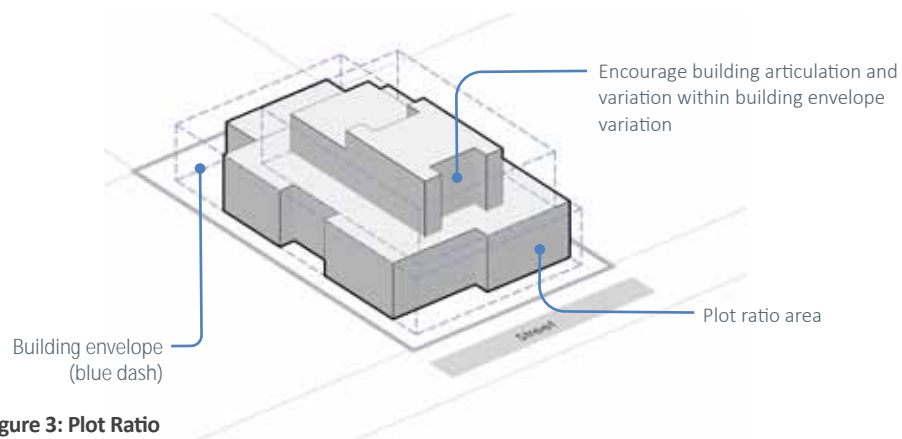 Encourage building articulation and
variation within building envelope
variation
Plot ratio area
Street
Building envelope
(blue dash)
gure 3: Plot Ratio